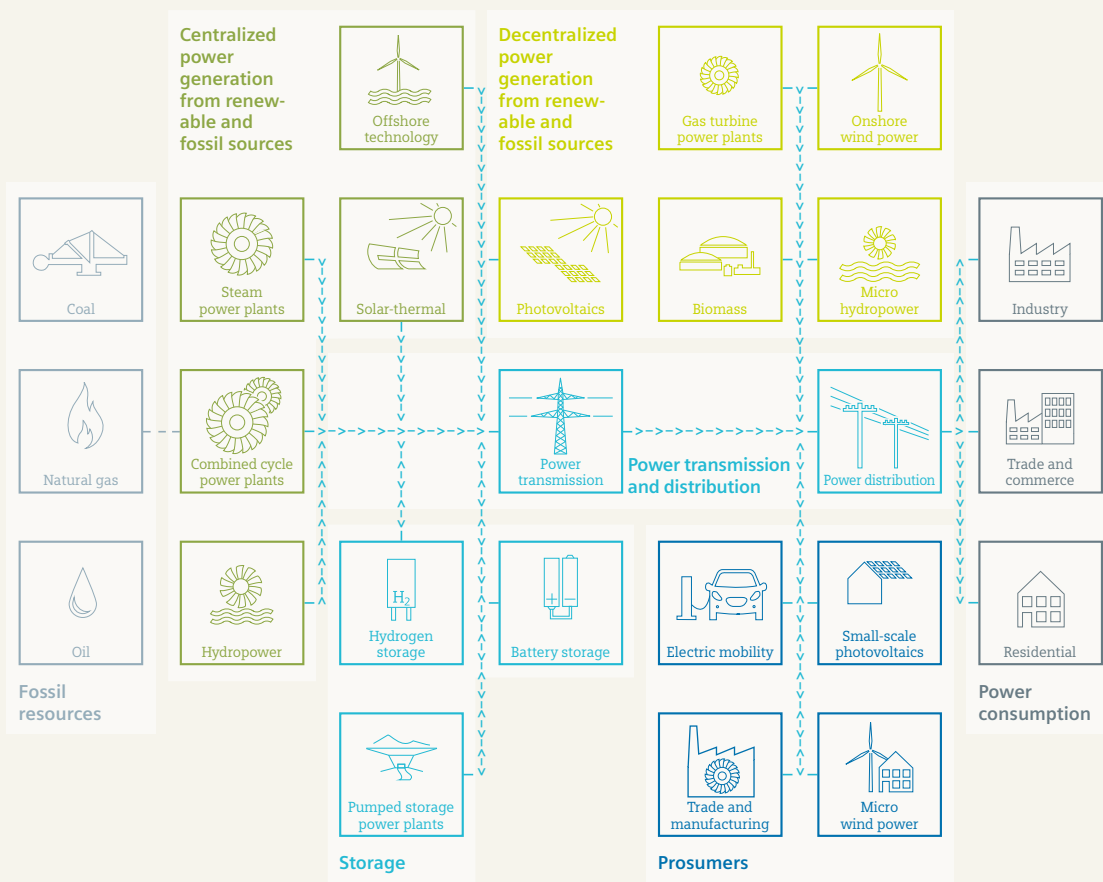 Centralized
power
generation
from renew-
able and
fossil sources
Offshore
technology
Decentralized
power
generation
from renew-
able and
fossil sources
Gas turbine
power plants
Onshore
wind power
Coal
Steam
power plants
Solar-thermal
Photovoltaics
Biomass
Micro
hydropower
Industry
Natural gas
Combined cycle
power plants
Power
transmission
Power transmission
and distribution
Power distribution
Trade and
commerce
Oil
Hydropower
H2
Hydrogen
storage
+ −
Battery storage
Electric mobility
Small-scale
photovoltaics
Residential
Fossil
resources
Power
consumption
Pumped storage
power plants
Trade and
manufacturing
Micro
wind power
Storage
Prosumers